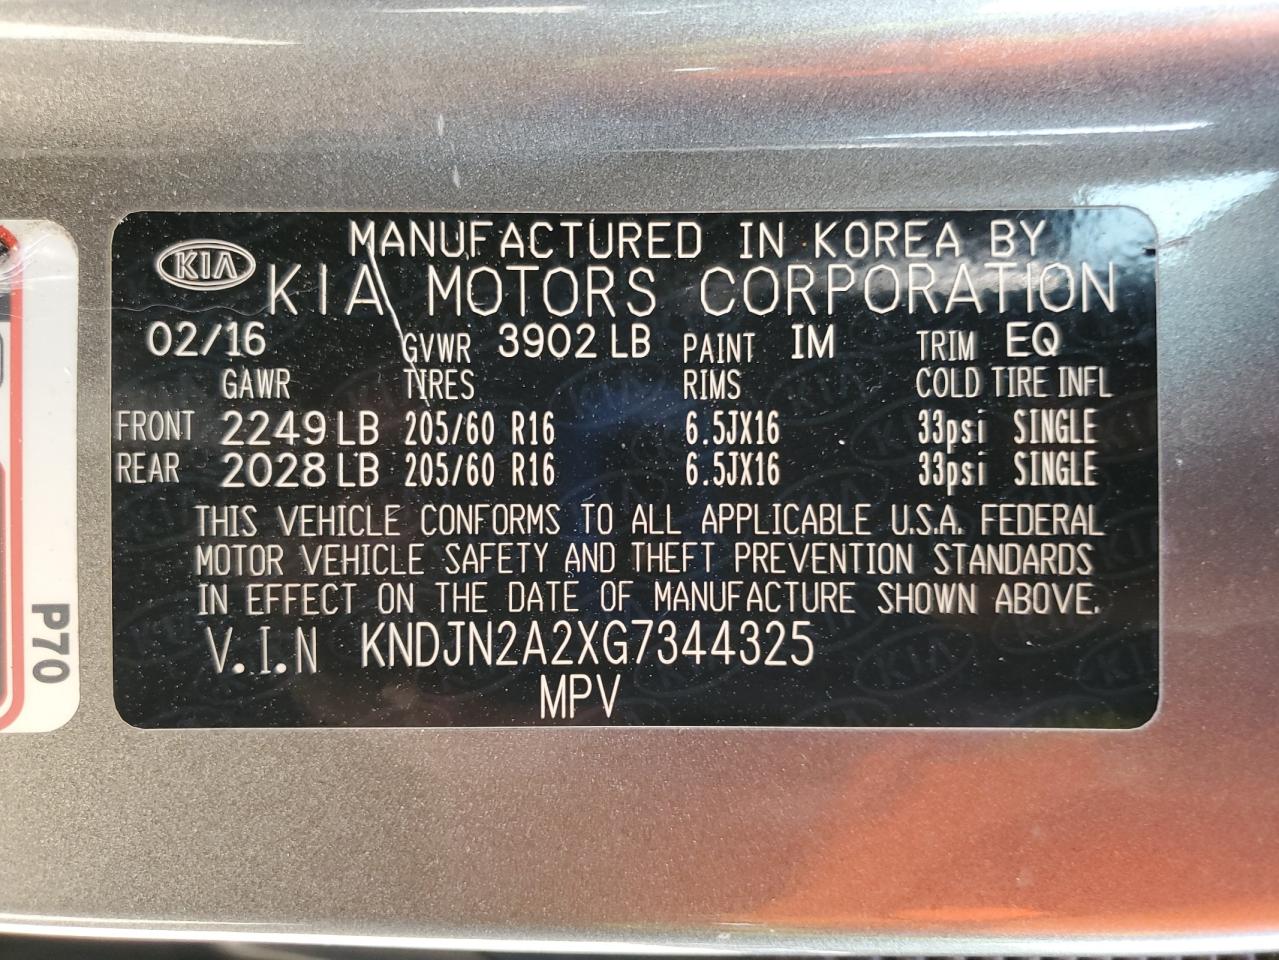 MANUFACTURED IN KOREA BY
KIA
KIA MOTORS CORPORATION
02/16 GVWR 3902 LB PAINT IM TRIM EQ
GAWR TIRES RIMS COLD TIRE INFL
FRONT 2249 LB 205/60 R16 6.5JX16 33psi SINGLE
REAR 2028 LB 205/60 R16 6.5JX16 33psi SINGLE
THIS VEHICLE CONFORMS TO ALL APPLICABLE U.S.A. FEDERAL
MOTOR VEHICLE SAFETY AND THEFT PREVENTION STANDARDS
IN EFFECT ON THE DATE OF MANUFACTURE SHOWN ABOVE.
V.I.N KNDJN2A2XG7344325
MPV
P70